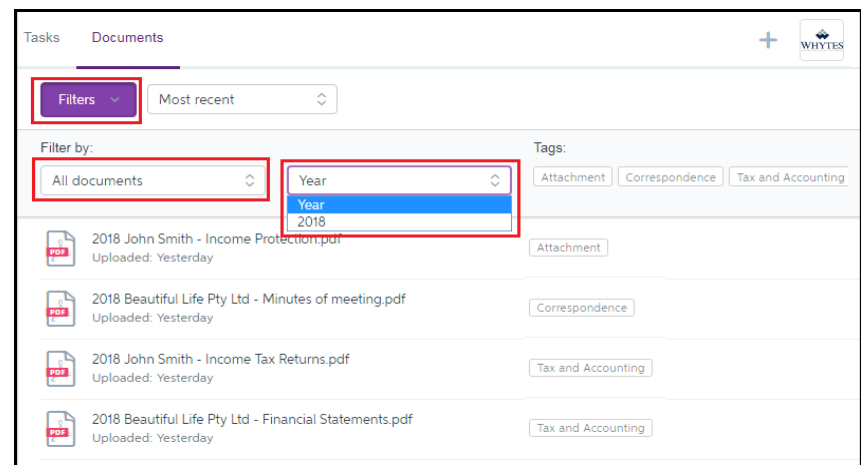 Tasks Documents
WHYTES
Filters Most recent
Filter by: Tags:
All documents Year Attachment Correspondence Tax and Accounting
Year
2018
2018 John Smith - Income Protection.pdf
Uploaded: Yesterday
Attachment
PDF
2018 Beautiful Life Pty Ltd - Minutes of meeting.pdf
Uploaded: Yesterday
Correspondence
PDF
2018 John Smith - Income Tax Returns.pdf
Uploaded: Yesterday
Tax and Accounting
PDF
2018 Beautiful Life Pty Ltd - Financial Statements.pdf
Uploaded: Yesterday
Tax and Accounting
PDF